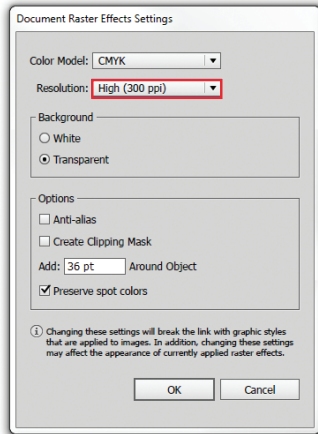 Document Raster Effects Settings
Color Model: CMYK
Resolution: High (300 ppi)
Background
White
Transparent
Options
Anti-alias
Create Clipping Mask
Add: 36 pt Around Object
Preserve spot colors
Changing these settings will break the link with graphic styles
that are applied to images. In addition, changing these settings
may affect the appearance of currently applied raster effects.
OK Cancel